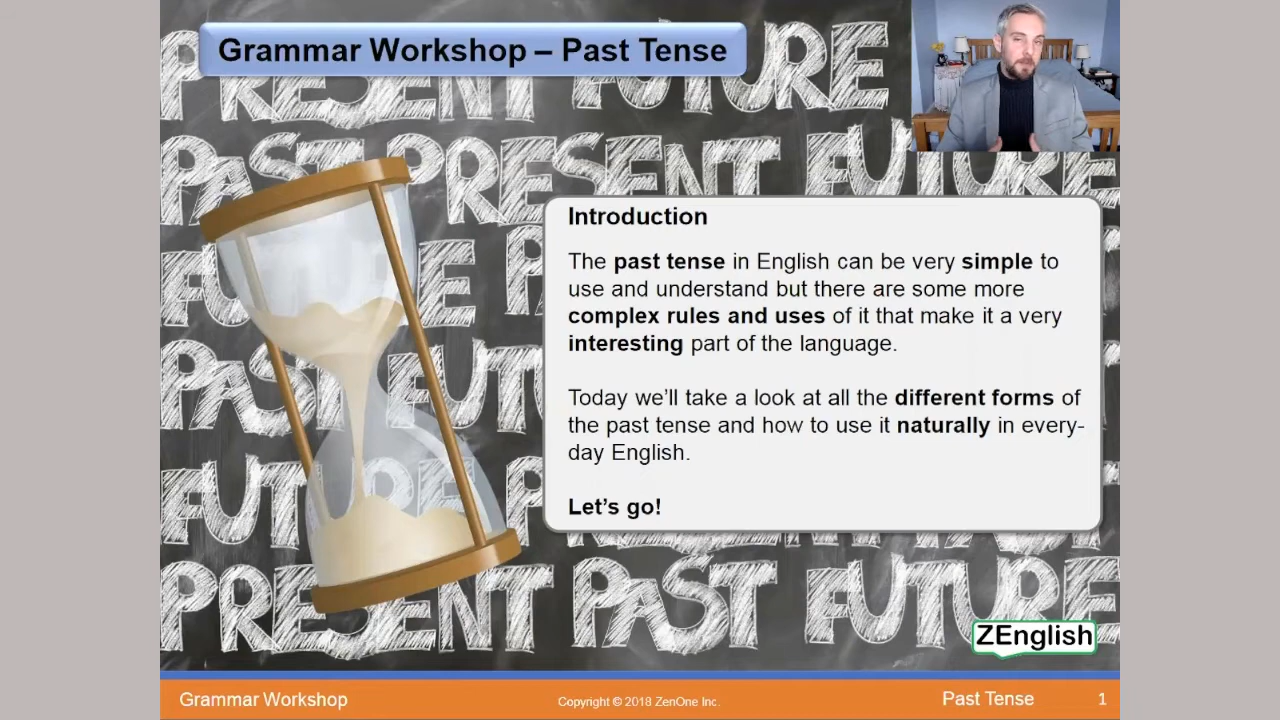 Grammar Workshop – Past Tense
PRESENT FUTURE
PAST PRESENT FUTURE
Introduction
The past tense in English can be very simple to
use and understand but there are some more
complex rules and uses of it that make it a very
interesting part of the language.
Today we'll take a look at all the different forms of
the past tense and how to use it naturally in every-
day English.
Let's go!
PAST FUT
FUTURE P
PRESENT PAST FUTURE
ZEnglish
Grammar Workshop
Copyright © 2018 ZenOne Inc.
Past Tense
1